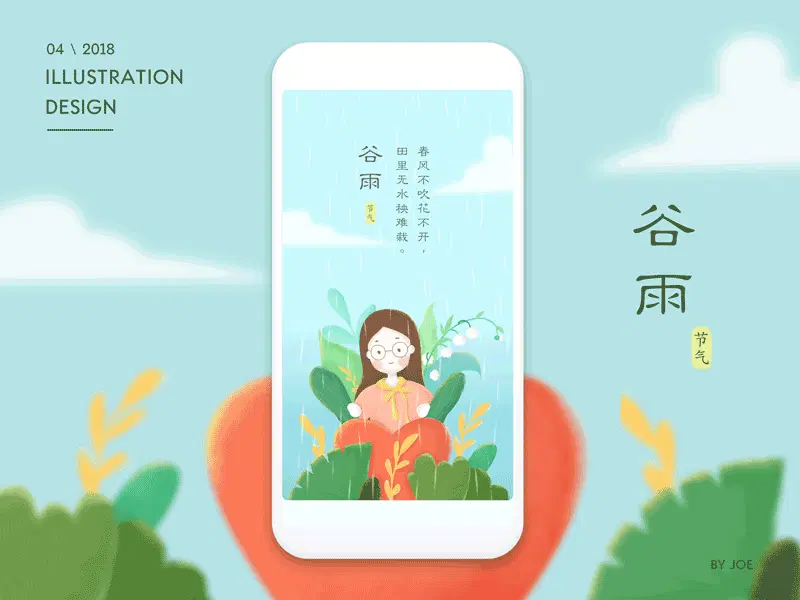 04 \ 2018
ILLUSTRATION
DESIGN
谷雨
节气
春风不吹花不开，
田里无水秧难栽。
谷雨
节气
BY JOE